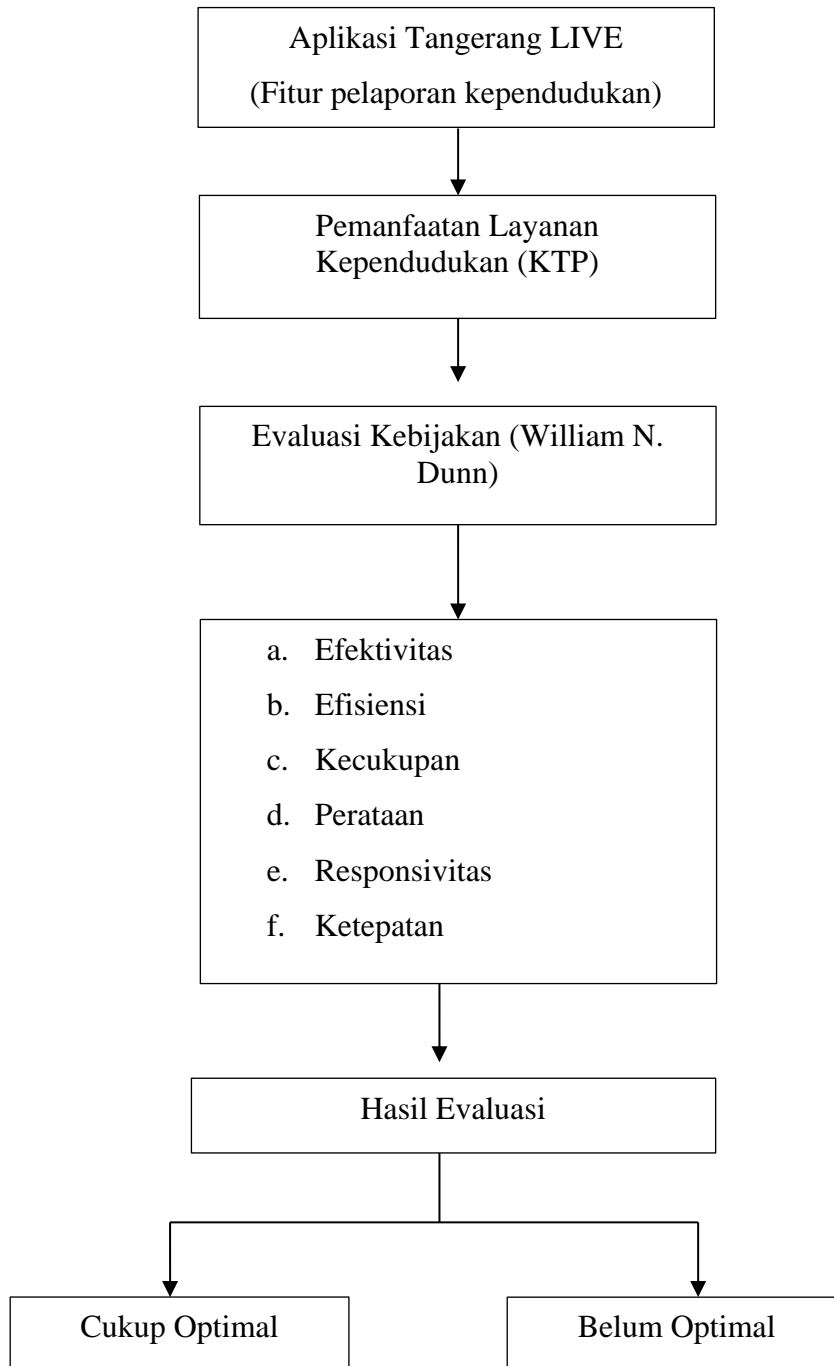 Aplikasi Tangerang LIVE
(Fitur pelaporan kependudukan)
Pemanfaatan Layanan
Kependudukan (KTP)
Evaluasi Kebijakan (William N.
Dunn)
a. Efektivitas
b. Efisiensi
c. Kecukupan
d. Perataan
e. Responsivitas
f. Ketepatan
Hasil Evaluasi
Cukup Optimal
Belum Optimal